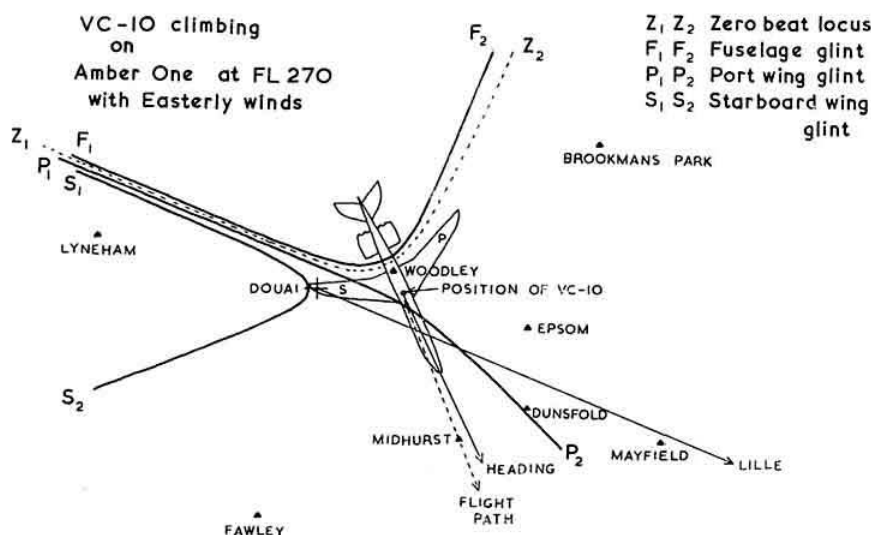 VC-10 climbing
on
Amber One at FL 270
with Easterly winds
Z₁ Z₂ Zero beat locus
F₁ F₂ Fuselage glint
P₁ P₂ Port wing glint
S₁ S₂ Starboard wing
glint
F₂
Z₂
Z₁
F₁
P₁
S₁
BROOKMANS PARK
LYNEHAM
P
WOODLEY
DOUAI
S
POSITION OF VC-10
EPSOM
S₂
DUNSFOLD
MIDHURST
P₂
MAYFIELD
LILLE
HEADING
FLIGHT
PATH
FAWLEY